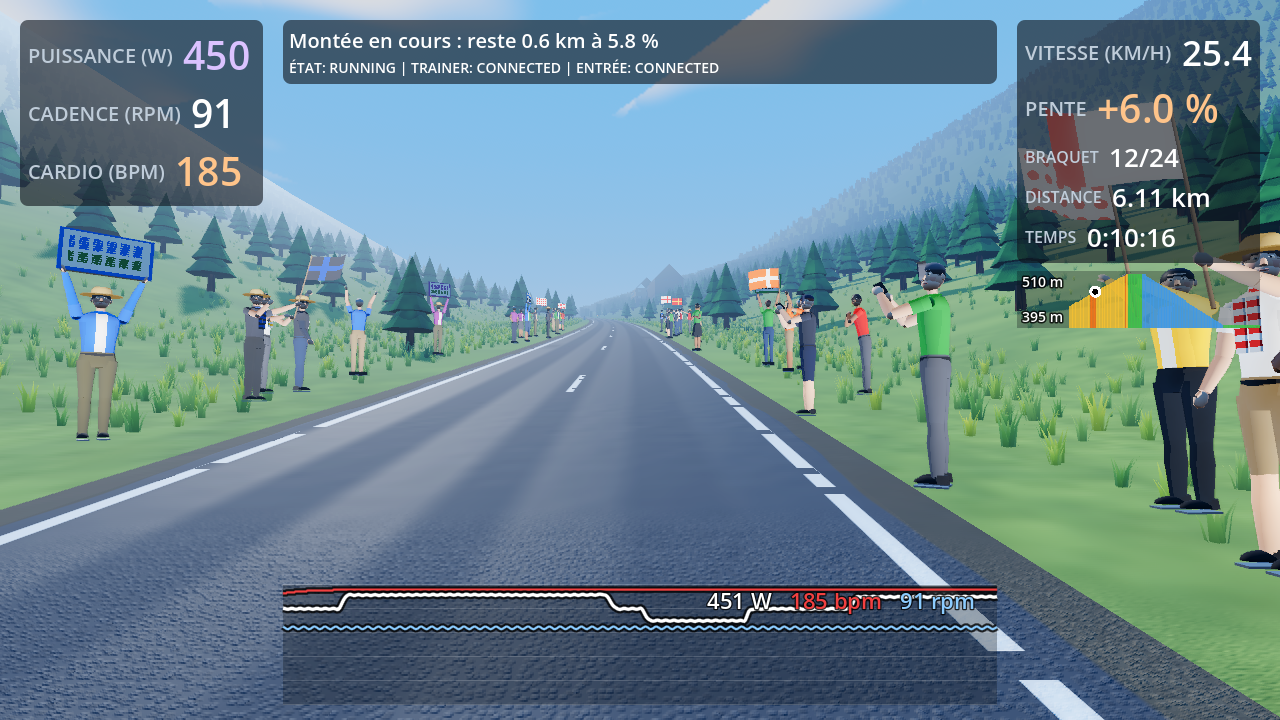 PUISSANCE (W) 450
CADENCE (RPM) 91
CARDIO (BPM) 185
Montée en cours : reste 0.6 km à 5.8 %
ÉTAT: RUNNING | TRAINER: CONNECTED | ENTRÉE: CONNECTED
VITESSE (KM/H) 25.4
PENTE +6.0 %
BRAQUET 12/24
DISTANCE 6.11 km
TEMPS 0:10:16
510 m
395 m
451 W 185 bpm 91 rpm